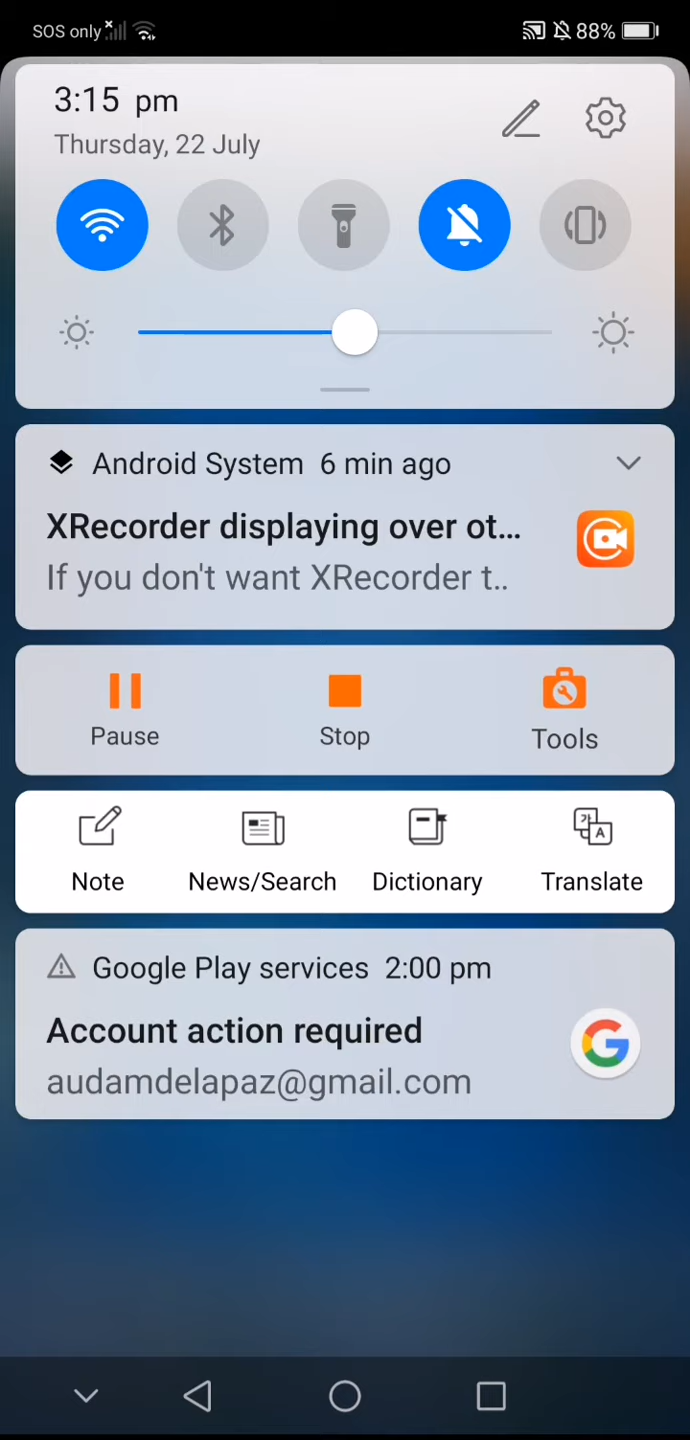 SOS only 88%
3:15 pm
Thursday, 22 July
Android System 6 min ago
XRecorder displaying over ot...
If you don't want XRecorder t..
Pause Stop Tools
Note News/Search Dictionary Translate
Google Play services 2:00 pm
Account action required
audamdelapaz@gmail.com